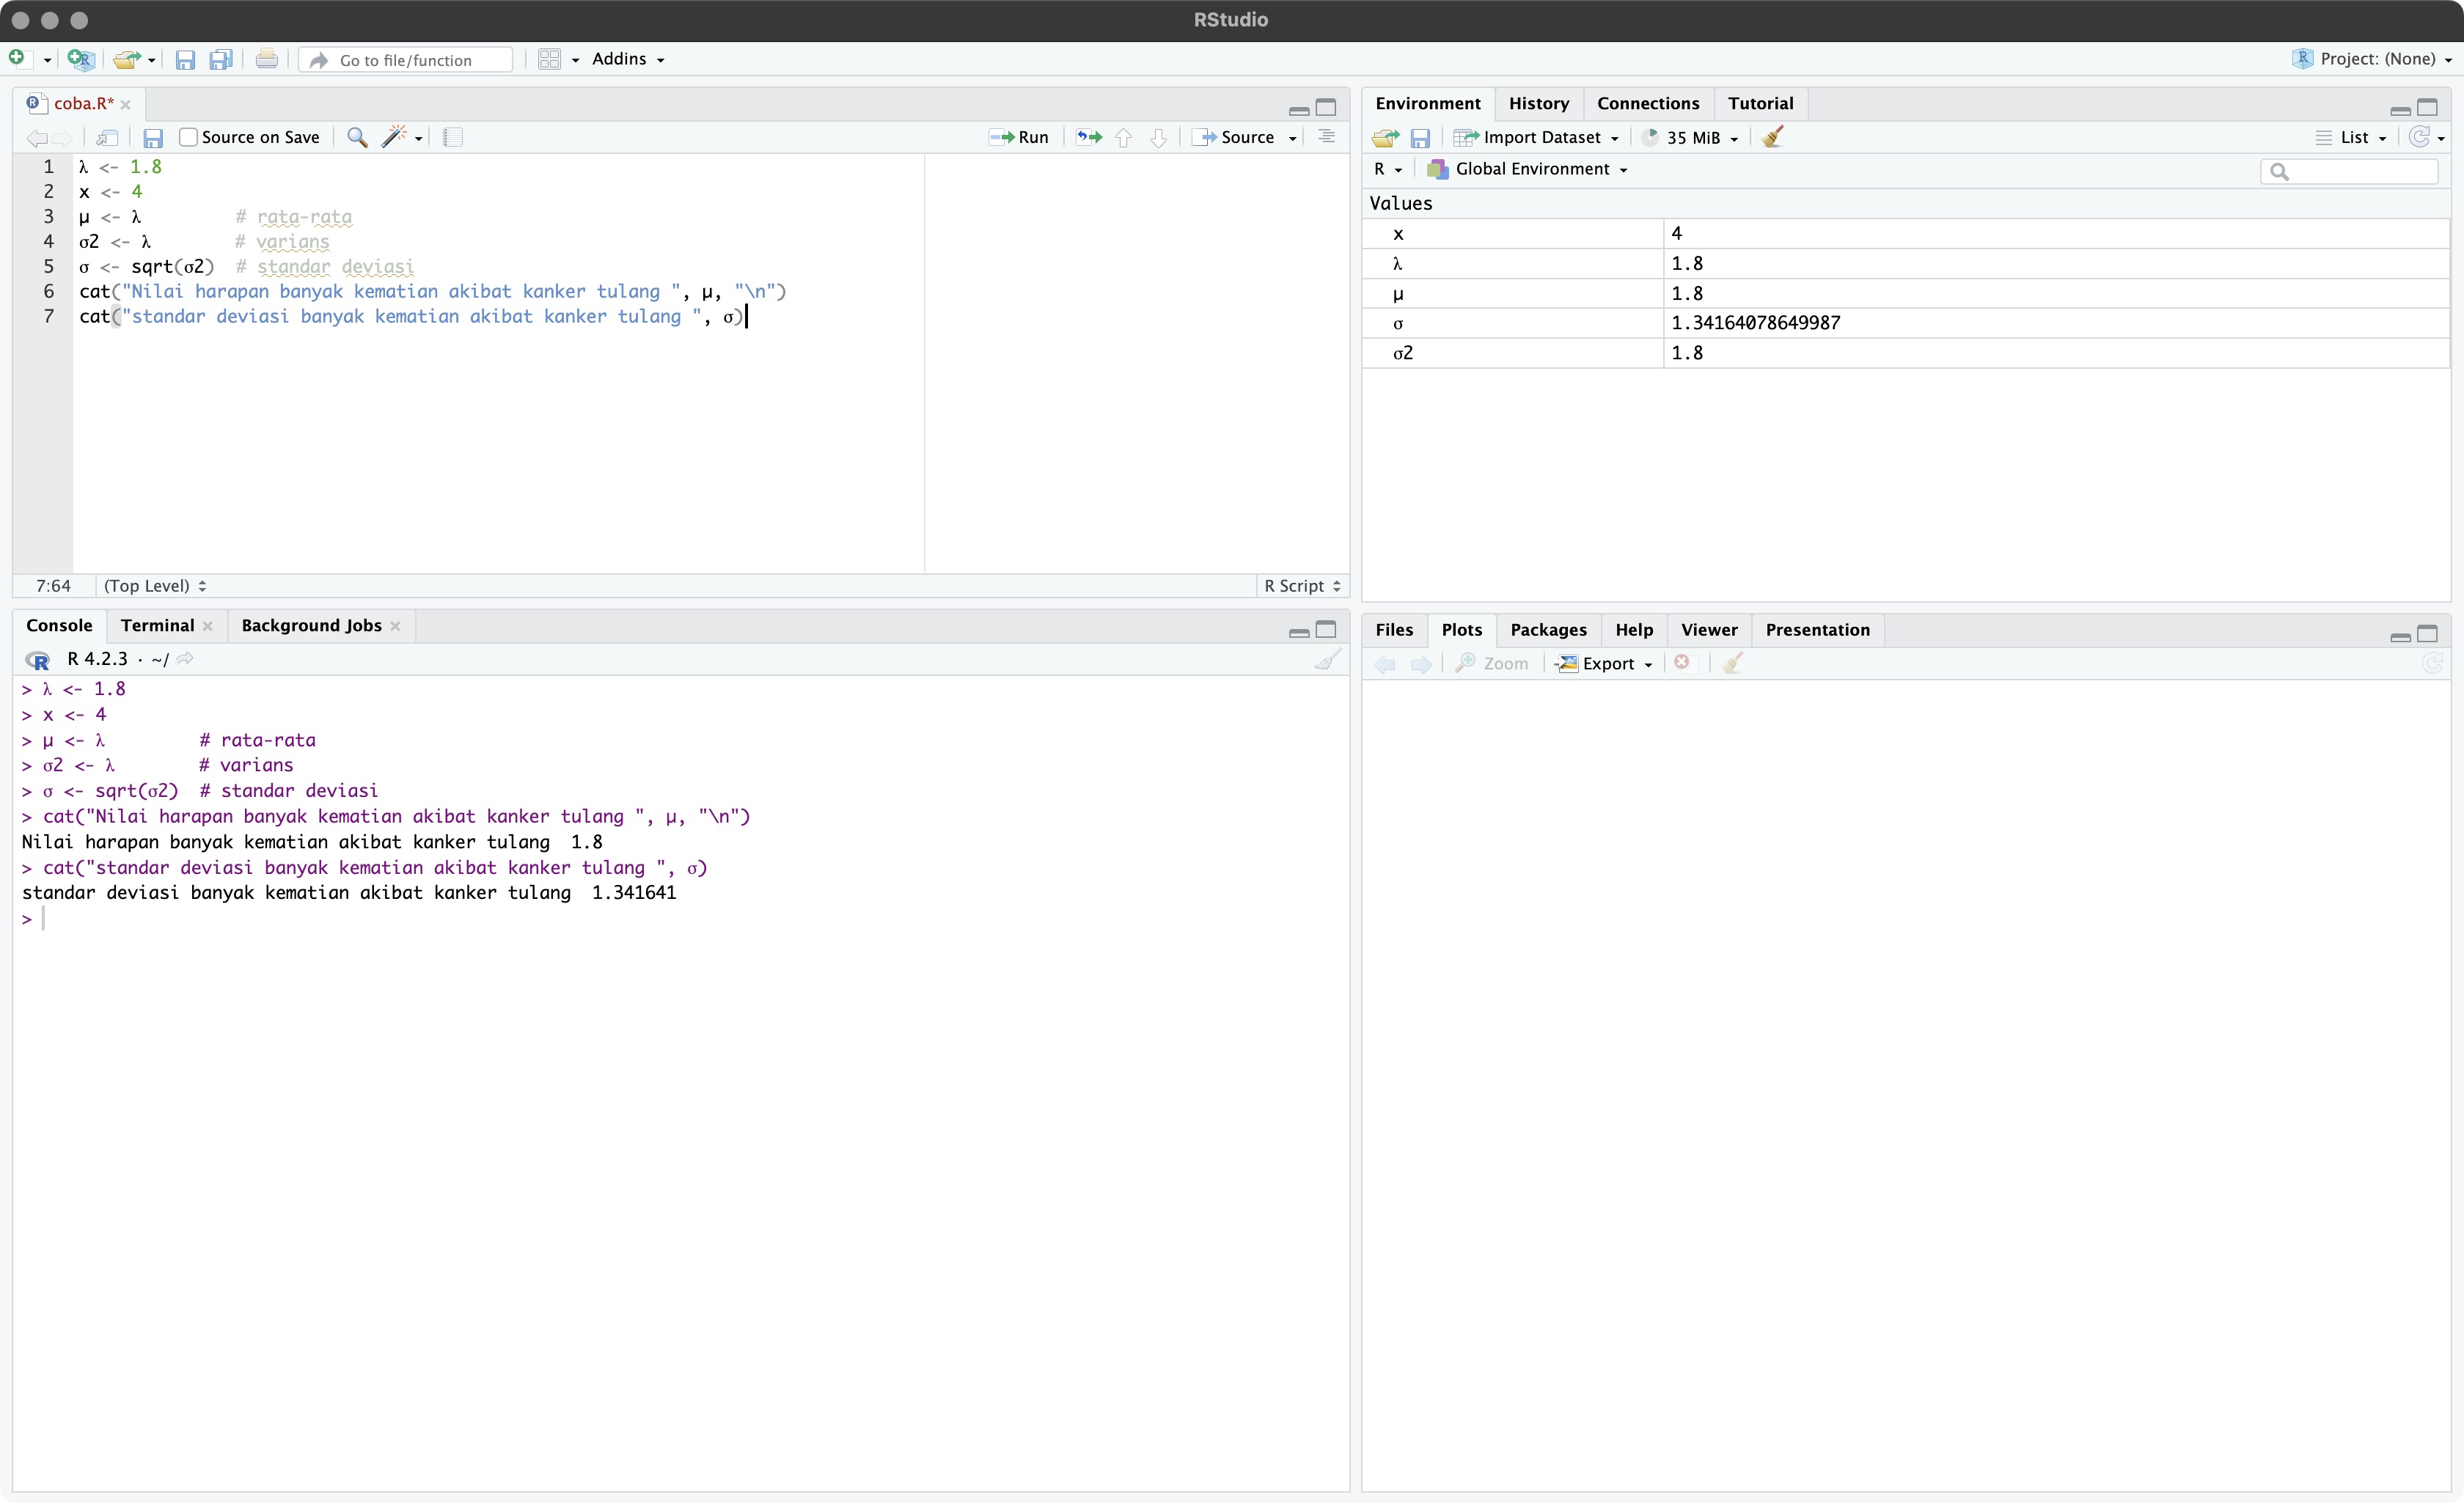 RStudio
Go to file/function
Addins
Project: (None)
coba.R*
Source on Save
Run
Source
1 λ <- 1.8
2 x <- 4
3 μ <- λ         # rata-rata
4 σ2 <- λ        # varians
5 σ <- sqrt(σ2)  # standar deviasi
6 cat("Nilai harapan banyak kematian akibat kanker tulang ", μ, "\n")
7 cat("standar deviasi banyak kematian akibat kanker tulang ", σ)
7:64 (Top Level) R Script
Console Terminal Background Jobs
R 4.2.3 · ~/
> λ <- 1.8
> x <- 4
> μ <- λ         # rata-rata
> σ2 <- λ        # varians
> σ <- sqrt(σ2)  # standar deviasi
> cat("Nilai harapan banyak kematian akibat kanker tulang ", μ, "\n")
Nilai harapan banyak kematian akibat kanker tulang  1.8
> cat("standar deviasi banyak kematian akibat kanker tulang ", σ)
standar deviasi banyak kematian akibat kanker tulang  1.341641
>
Environment History Connections Tutorial
Import Dataset 35 MiB List
R Global Environment
Values
x 4
λ 1.8
μ 1.8
σ 1.34164078649987
σ2 1.8
Files Plots Packages Help Viewer Presentation
Zoom Export